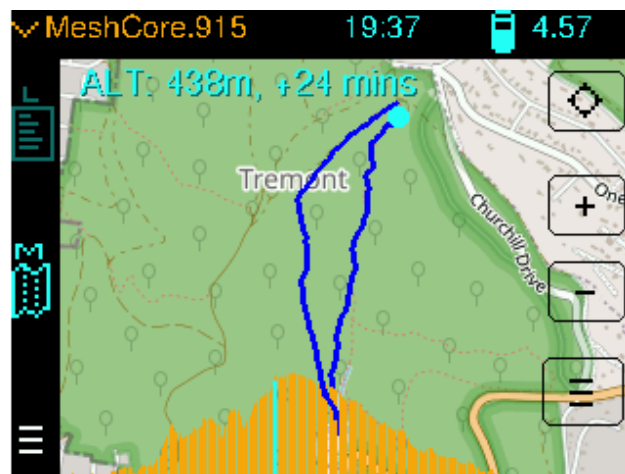 MeshCore.915 19:37 4.57
ALT: 438m, +24 mins
Tremont
One
Churchill Drive